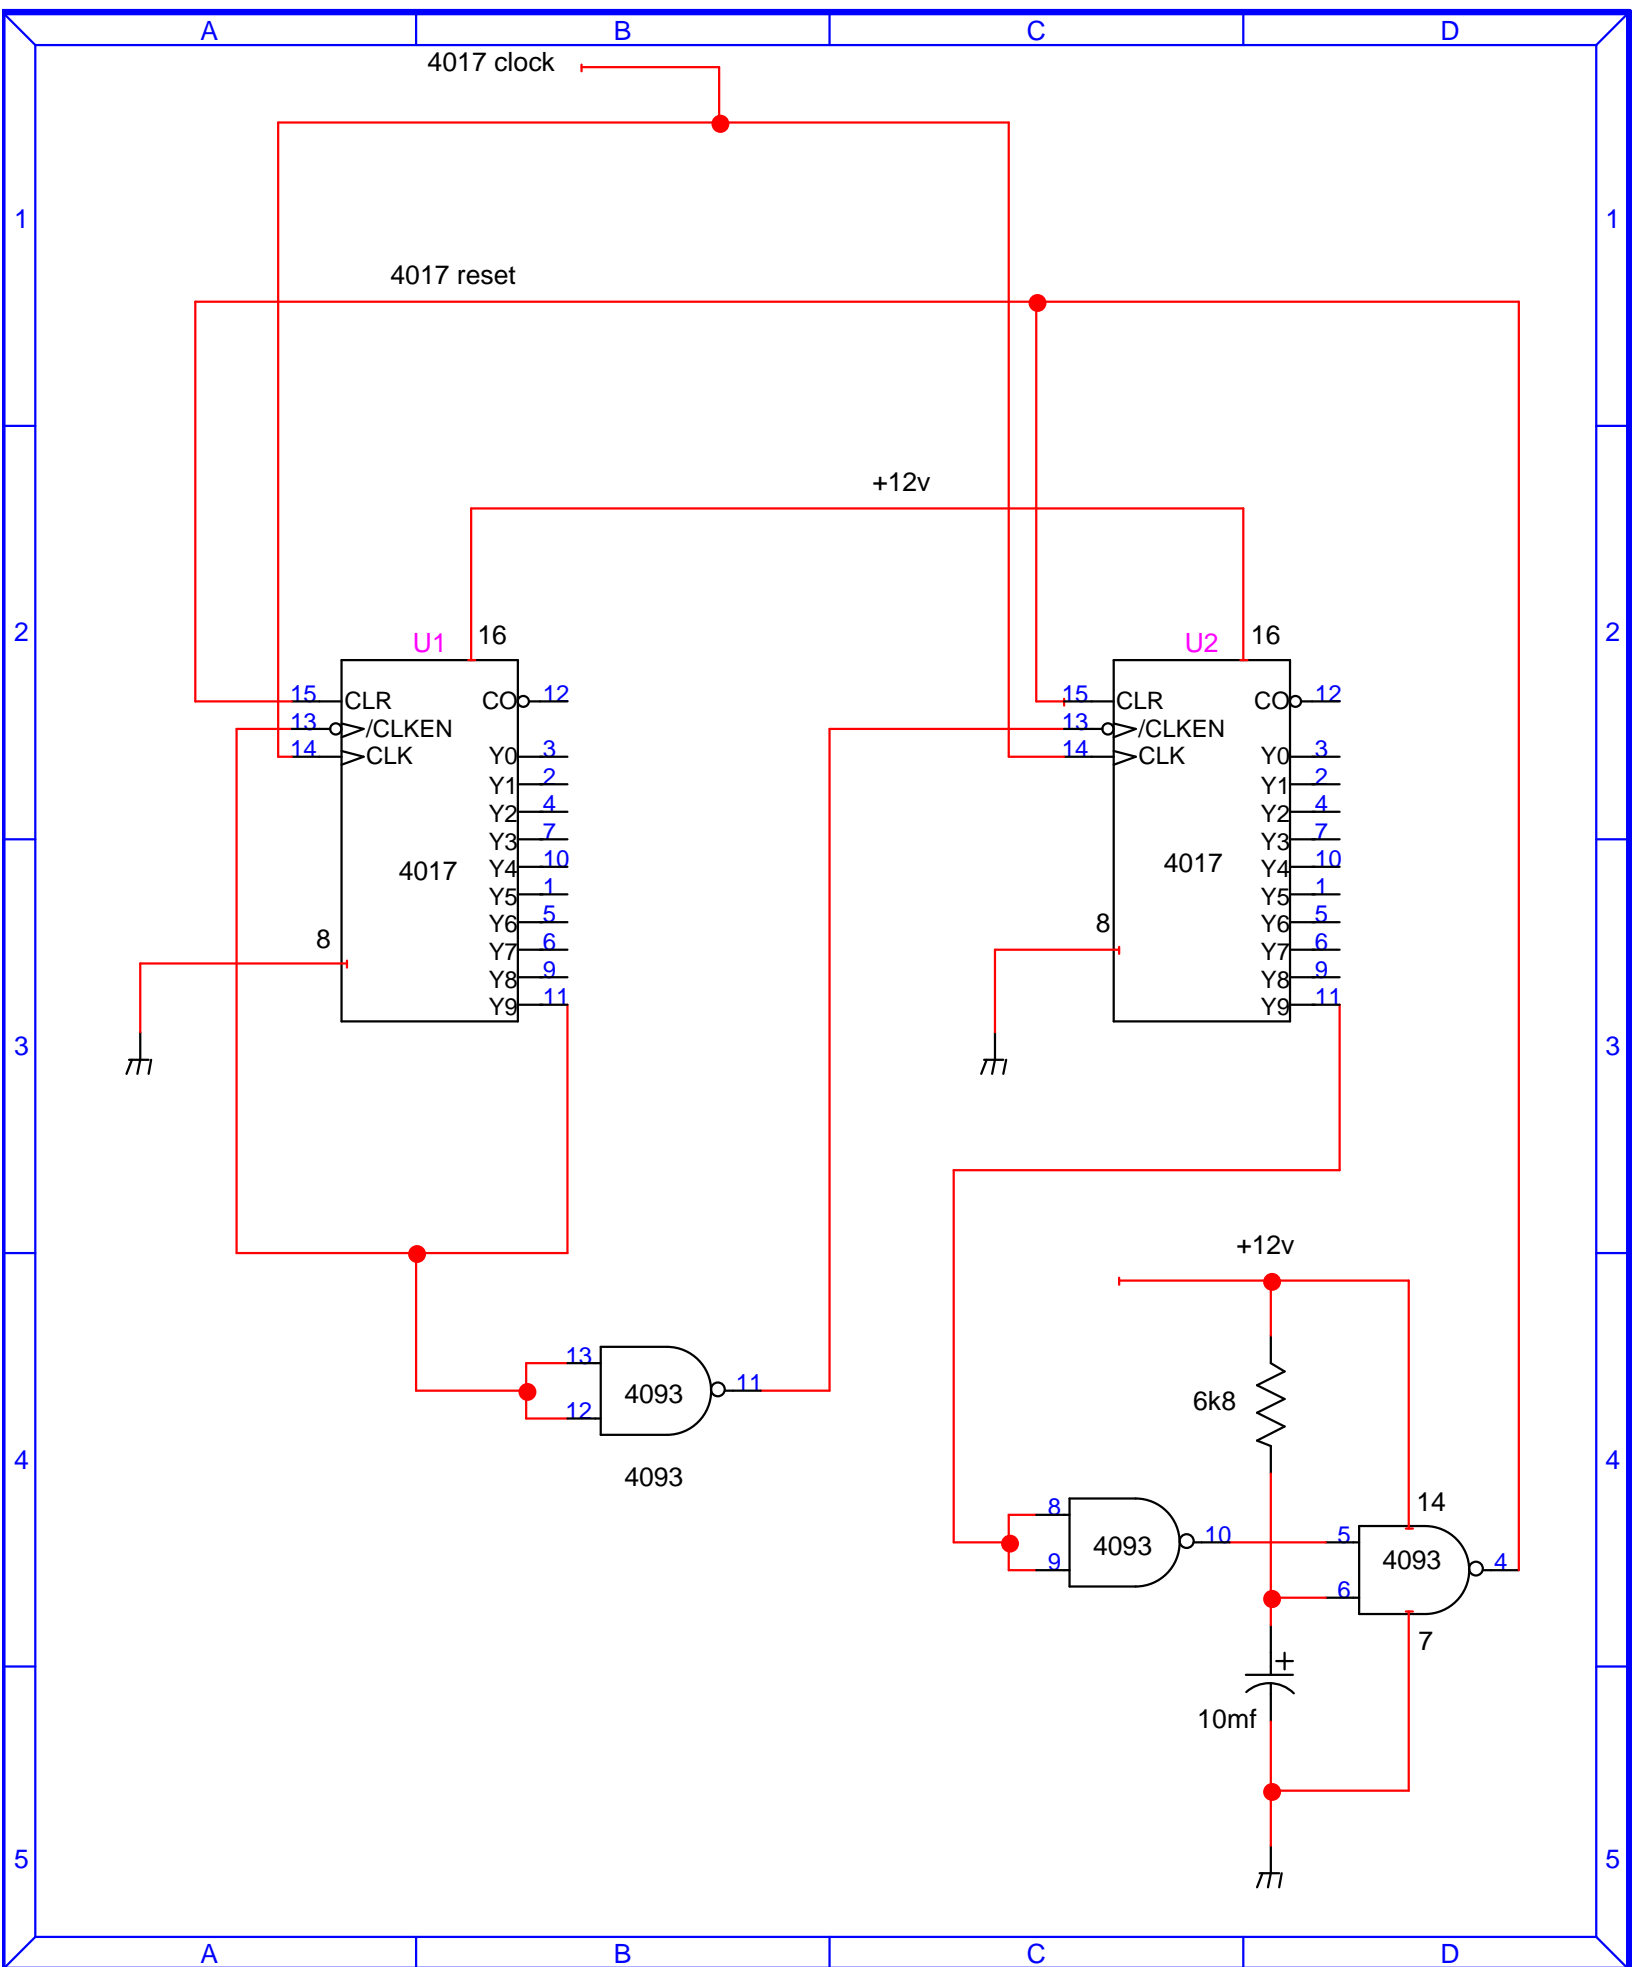 A B C D
4017 clock
1 1
4017 reset
+12v
2 2
U1 16 U2 16
15 CLR CO 12 15 CLR CO 12
13 /CLKEN 13 /CLKEN
14 CLK Y0 3 14 CLK Y0 3
Y1 2 Y1 2
Y2 4 Y2 4
Y3 7 Y3 7
4017 Y4 10 4017 Y4 10
Y5 1 Y5 1
8 Y6 5 8 Y6 5
Y7 6 Y7 6
Y8 9 Y8 9
Y9 11 Y9 11
3 3
+12v
13
4093 11
12
6k8
4 4
4093
14
8 10 5
4093 4093 4
9 6
7
+
10mf
5 5
A B C D